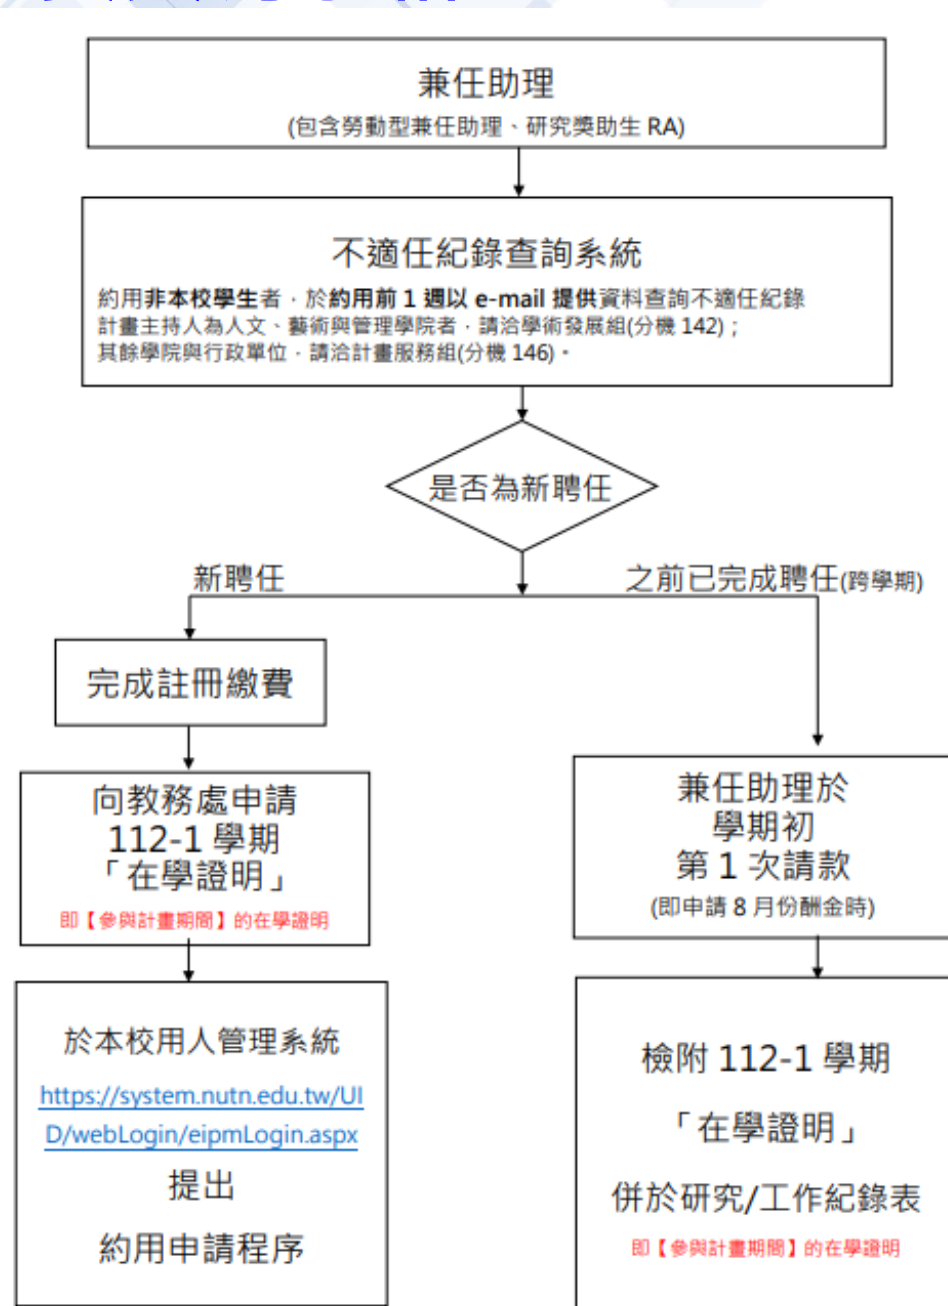 兼任助理
(包含勞動型兼任助理、研究獎助生 RA)
不適任紀錄查詢系統
約用非本校學生者，於約用前 1 週以 e-mail 提供資料查詢不適任紀錄
計畫主持人為人文、藝術與管理學院者，請洽學術發展組(分機 142)；
其餘學院與行政單位，請洽計畫服務組(分機 146)。
是否為新聘任
新聘任
之前已完成聘任(跨學期)
完成註冊繳費
向教務處申請
112-1 學期
「在學證明」
即【參與計畫期間】的在學證明
於本校用人管理系統
https://system.nutn.edu.tw/UI
D/webLogin/eipmLogin.aspx
提出
約用申請程序
兼任助理於
學期初
第 1 次請款
(即申請 8 月份酬金時)
檢附 112-1 學期
「在學證明」
併於研究/工作紀錄表
即【參與計畫期間】的在學證明